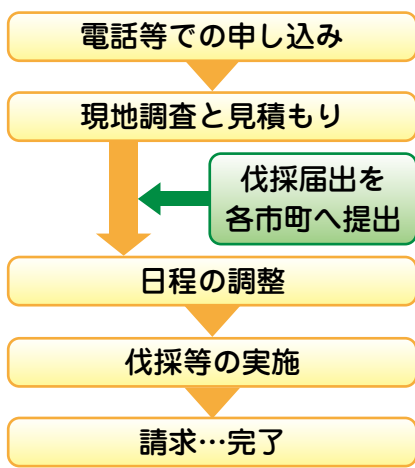 電話等での申し込み
現地調査と見積もり
伐採届出を
各市町へ提出
日程の調整
伐採等の実施
請求…完了